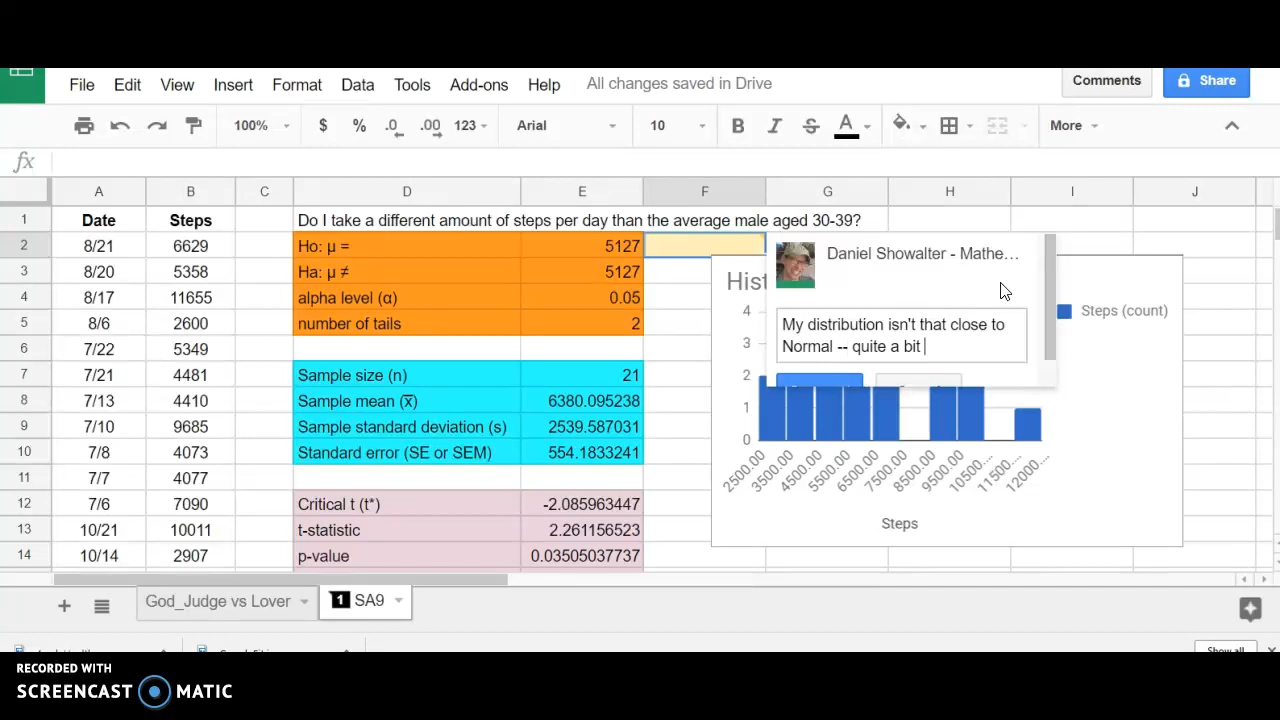 File Edit View Insert Format Data Tools Add-ons Help All changes saved in Drive Comments Share
100% $ % .0 .00 123 Arial 10 B I S A More
fx
A B C D E F G H I J
1 Date Steps Do I take a different amount of steps per day than the average male aged 30-39?
2 8/21 6629 Ho: μ = 5127
3 8/20 5358 Ha: μ ≠ 5127
4 8/17 11655 alpha level (α) 0.05
5 8/6 2600 number of tails 2
6 7/22 5349
7 7/21 4481 Sample size (n) 21
8 7/13 4410 Sample mean (x̅) 6380.095238
9 7/10 9685 Sample standard deviation (s) 2539.587031
10 7/8 4073 Standard error (SE or SEM) 554.1833241
11 7/7 4077
12 7/6 7090 Critical t (t*) -2.085963447
13 10/21 10011 t-statistic 2.261156523
14 10/14 2907 p-value 0.03505037737
Daniel Showalter - Mathe...
My distribution isn't that close to
Normal -- quite a bit
Hist
Steps (count)
4
3
2
1
0
2500.00 3500.00 4500.00 5500.00 6500.00 7500.00 8500.00 9500.00 10500... 11500... 12000...
Steps
God_Judge vs Lover 1 SA9
Show all
RECORDED WITH
SCREENCAST MATIC